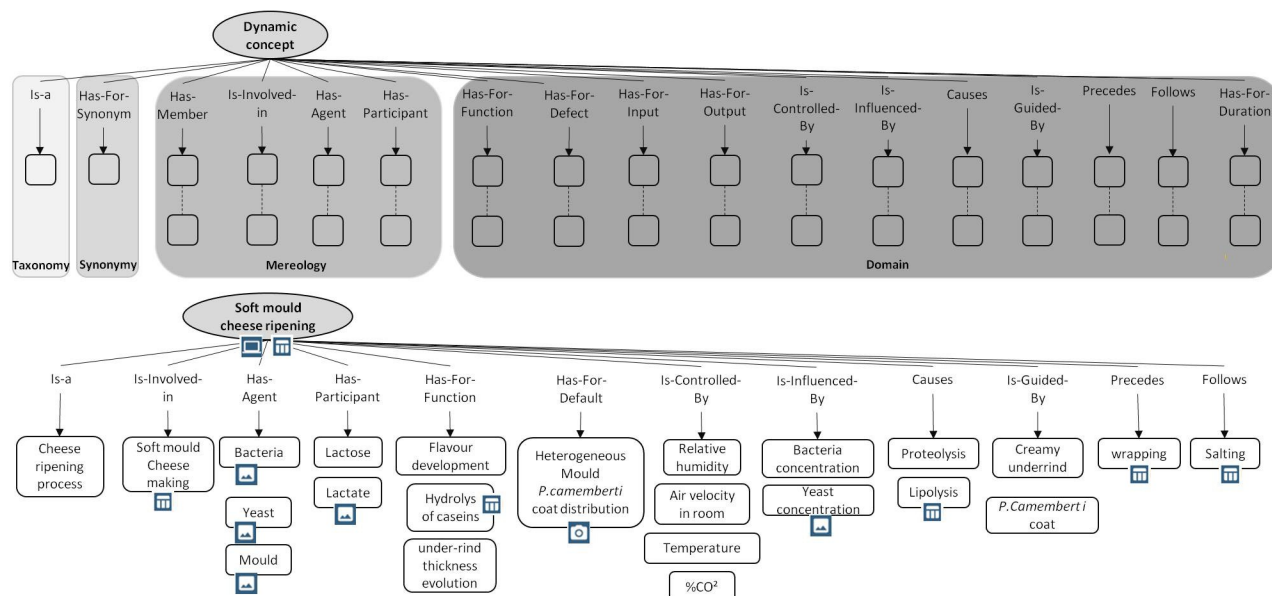 Dynamic
concept
Is-a
Has-For-
Synonym
Has-
Member
Is-Involved-
in
Has-
Agent
Has-
Participant
Has-For-
Function
Has-For-
Defect
Has-For-
Input
Has-For-
Output
Is-
Controlled-
By
Is-
Influenced-
By
Causes
Is-
Guided-
By
Precedes
Follows
Has-For-
Duration
Taxonomy
Synonymy
Mereology
Domain
Soft mould
cheese ripening
Is-a
Is-Involved-
in
Has-
Agent
Has-
Participant
Has-For-
Function
Has-For-
Default
Is-Controlled-
By
Is-Influenced-
By
Causes
Is-Guided-
By
Precedes
Follows
Cheese
ripening
process
Soft mould
Cheese
making
Bacteria
Yeast
Mould
Lactose
Lactate
Flavour
development
Hydrolys
of caseins
under-rind
thickness
evolution
Heterogeneous
Mould
P.camemberti
coat distribution
Relative
humidity
Air velocity
in room
Temperature
%CO²
Bacteria
concentration
Yeast
concentration
Proteolysis
Lipolysis
Creamy
underrind
P.Camembert i
coat
wrapping
Salting